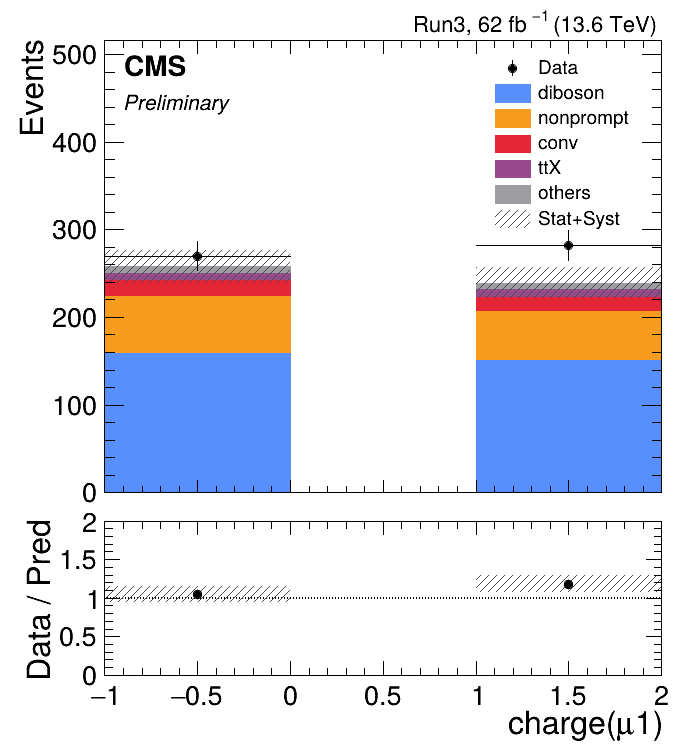 Run3, 62 fb⁻¹ (13.6 TeV)
CMS
Preliminary
Data
diboson
nonprompt
conv
ttX
others
Stat+Syst
Events
500
400
300
200
100
0
Data / Pred
2
1.5
1
0.5
0
−1
−0.5
0
0.5
1
1.5
2
charge(μ1)